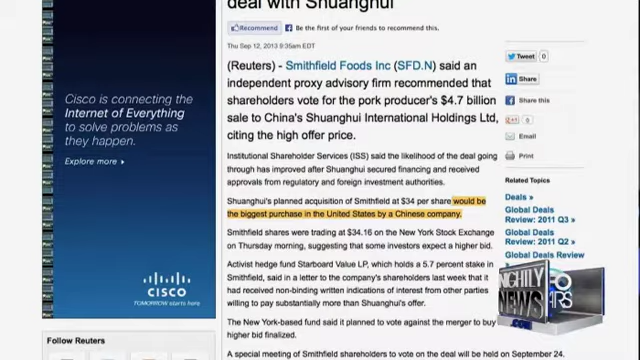 deal with Shuanghui
Recommend
Be the first of your friends to recommend this.
Thu Sep 12, 2013 9:35am EDT
(Reuters) - Smithfield Foods Inc (SFD.N) said an
independent proxy advisory firm recommended that
shareholders vote for the pork producer's $4.7 billion
sale to China's Shuanghui International Holdings Ltd,
citing the high offer price.
Institutional Shareholder Services (ISS) said the likelihood of the deal going
through has improved after Shuanghui secured financing and received
approvals from regulatory and foreign investment authorities.
Shuanghui's planned acquisition of Smithfield at $34 per share would be
the biggest purchase in the United States by a Chinese company.
Smithfield shares were trading at $34.16 on the New York Stock Exchange
on Thursday morning, suggesting that some investors expect a higher bid.
Activist hedge fund Starboard Value LP, which holds a 5.7 percent stake in
Smithfield, said in a letter to the company's shareholders last week that it
had received non-binding written indications of interest from other parties
willing to pay substantially more than Shuanghui's offer.
The New York-based fund said it planned to vote against the merger to buy
higher bid finalized.
A special meeting of Smithfield shareholders to vote on the deal will be held on September 24.
Cisco is connecting the
Internet of Everything
to solve problems as
they happen.
Explore more
CISCO
TOMORROW starts here
Follow Reuters
Tweet 0
Share
Share this
+1 0
Email
Print
Related Topics
Deals »
Global Deals
Review: 2011 Q3 »
Global Deals
Review: 2011 Q2 »
Global Deals
NGHTLY
NEWS
.COM